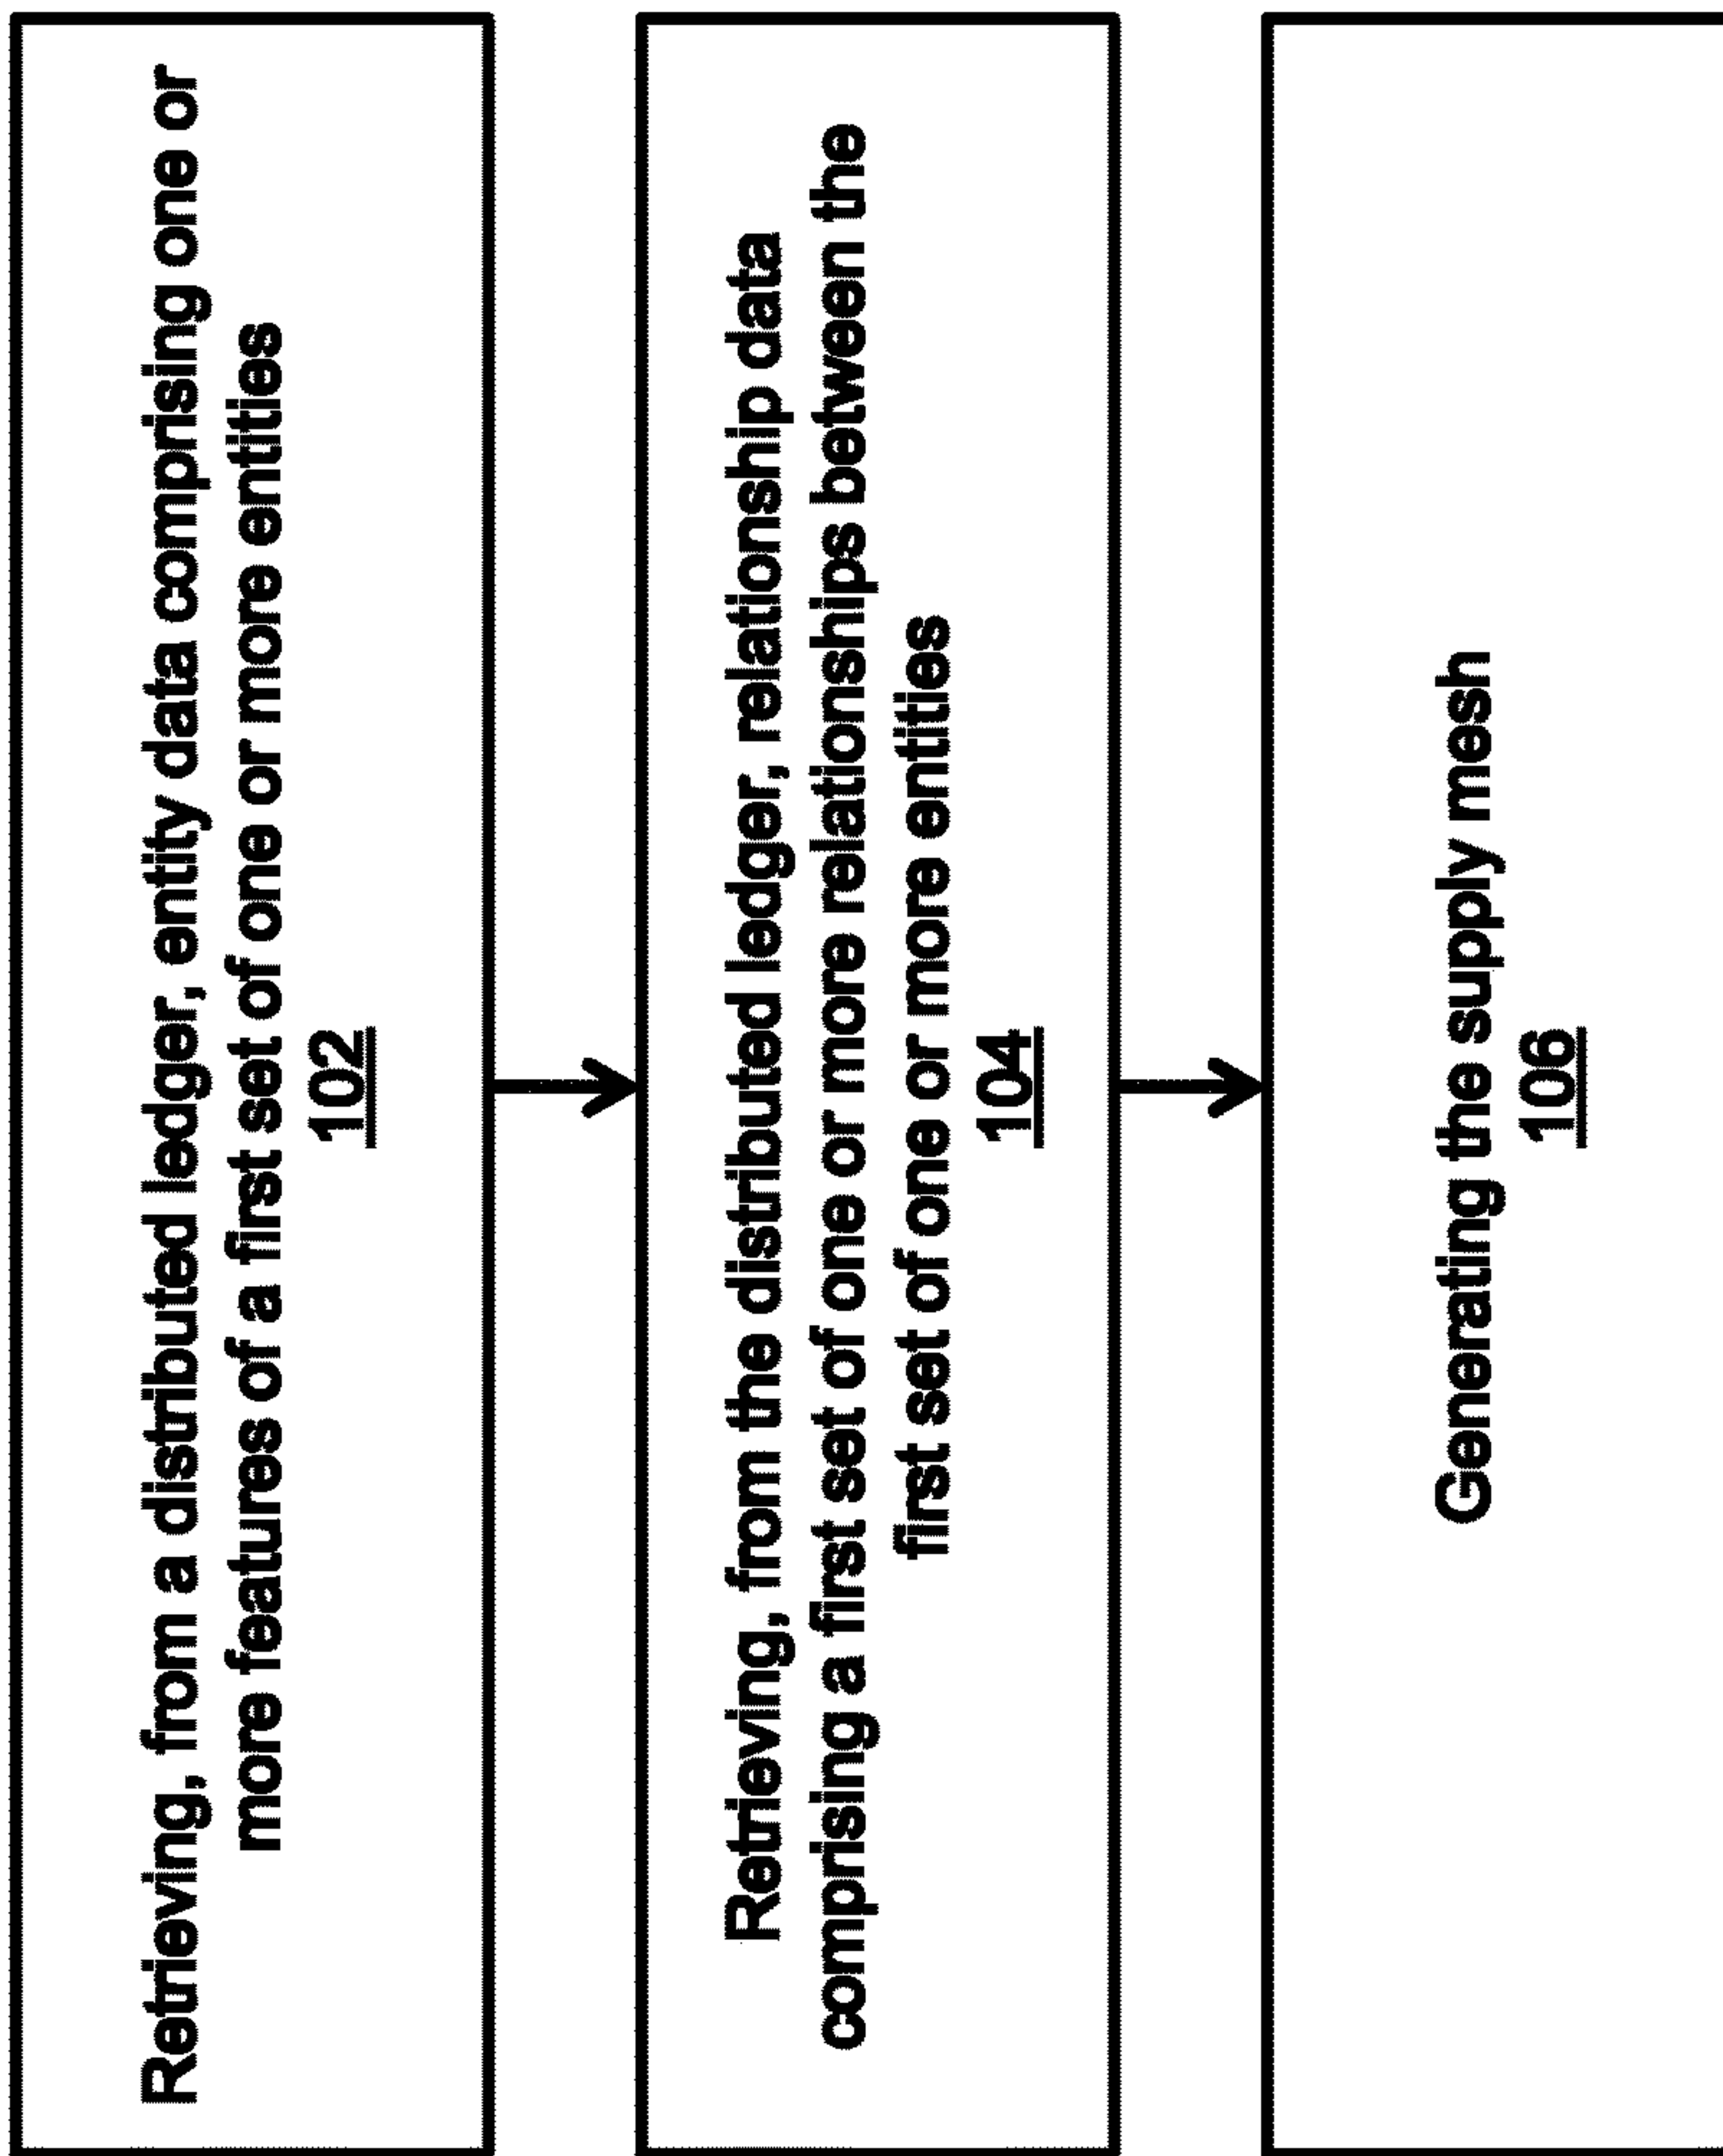 Retrieving, from a distributed ledger, entity data comprising one or
more features of a first set of one or more entities
102
Retrieving, from the distributed ledger, relationship data
comprising a first set of one or more relationships between the
first set of one or more entities
104
Generating the supply mesh
106